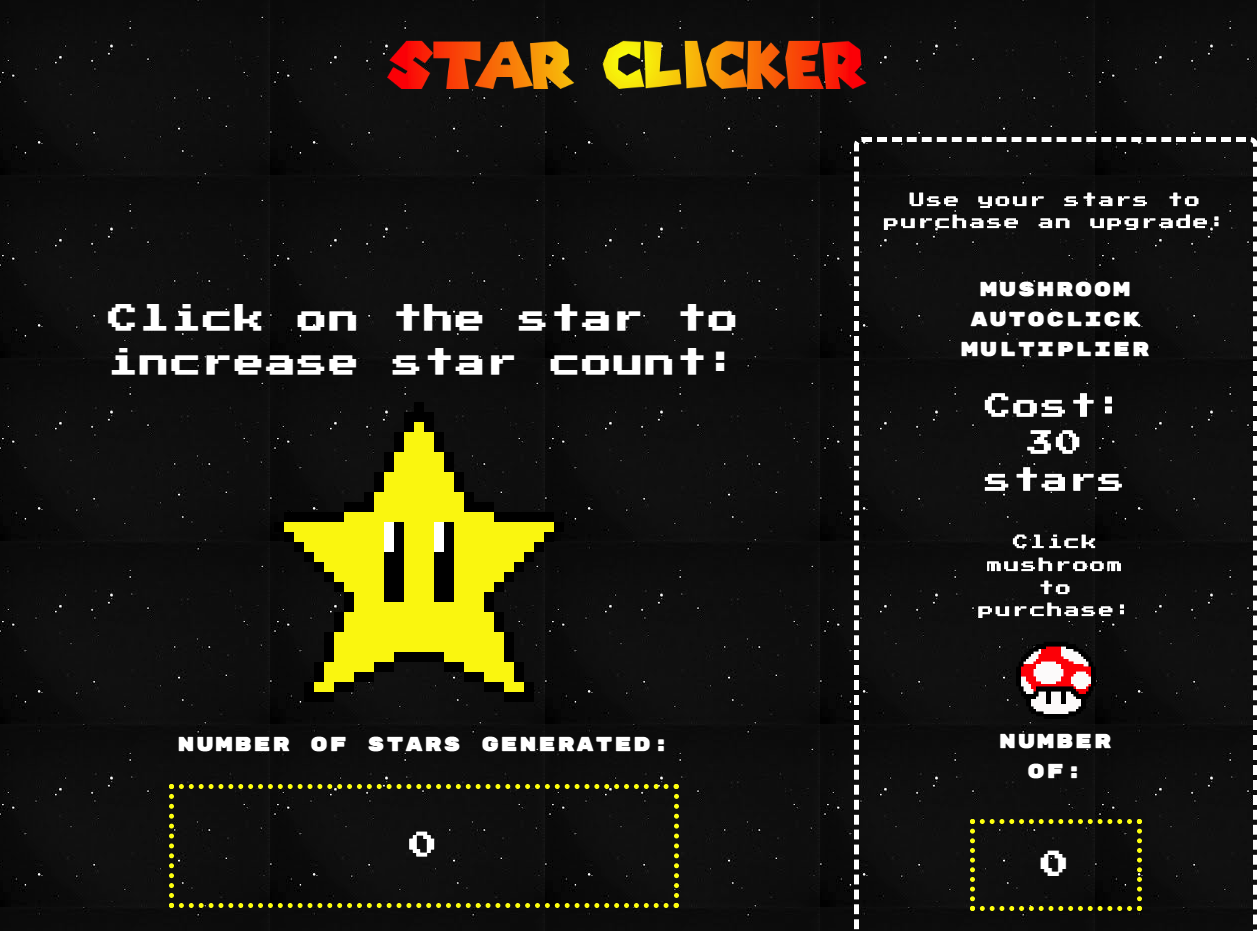 STAR CLICKER
Click on the star to
increase star count:
NUMBER OF STARS GENERATED:
0
Use your stars to
purchase an upgrade:
MUSHROOM
AUTOCLICK
MULTIPLIER
Cost:
30
stars
Click
mushroom
to
purchase:
NUMBER
OF:
0